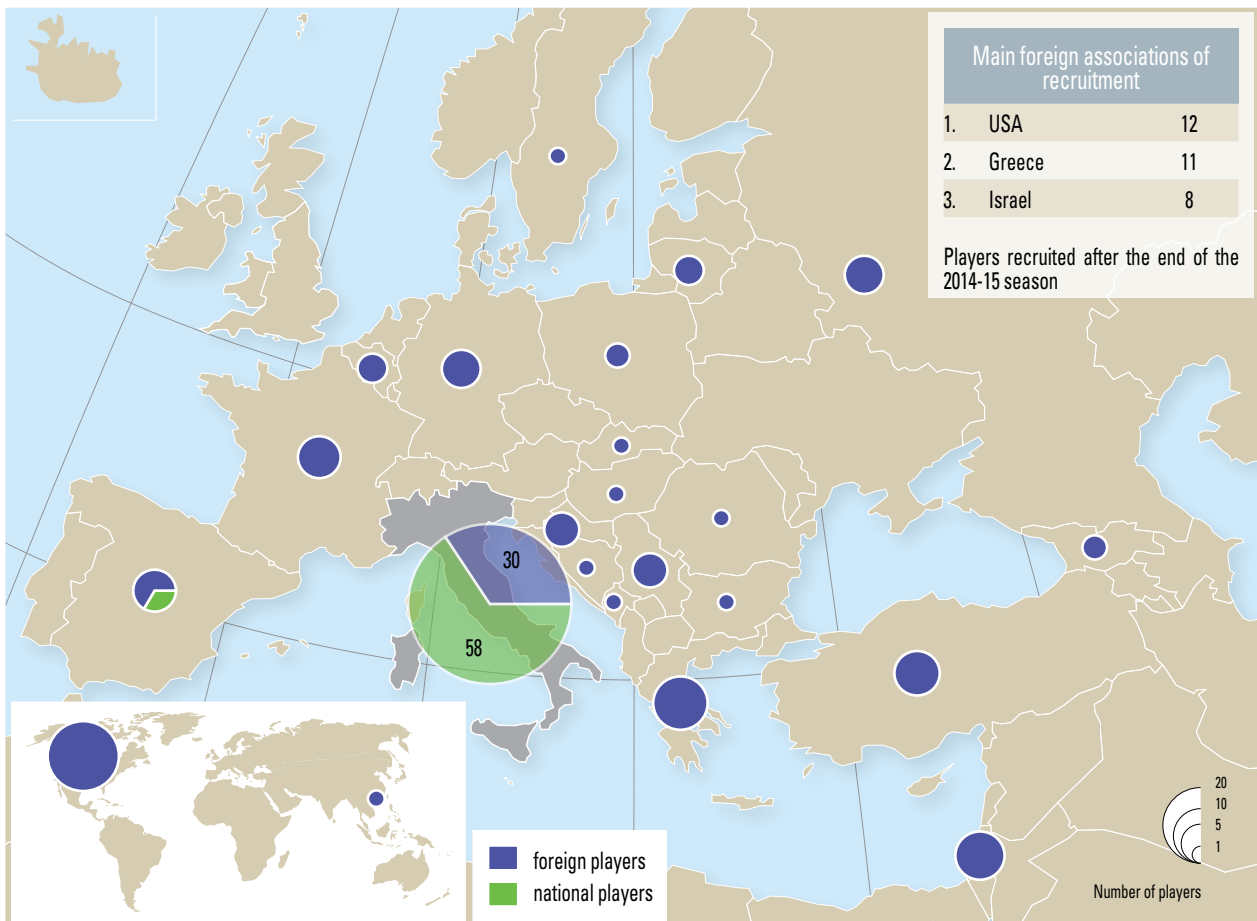 Main foreign associations of
recruitment
1. USA 12
2. Greece 11
3. Israel 8
Players recruited after the end of the
2014-15 season
30
58
foreign players
national players
20
10
5
1
Number of players